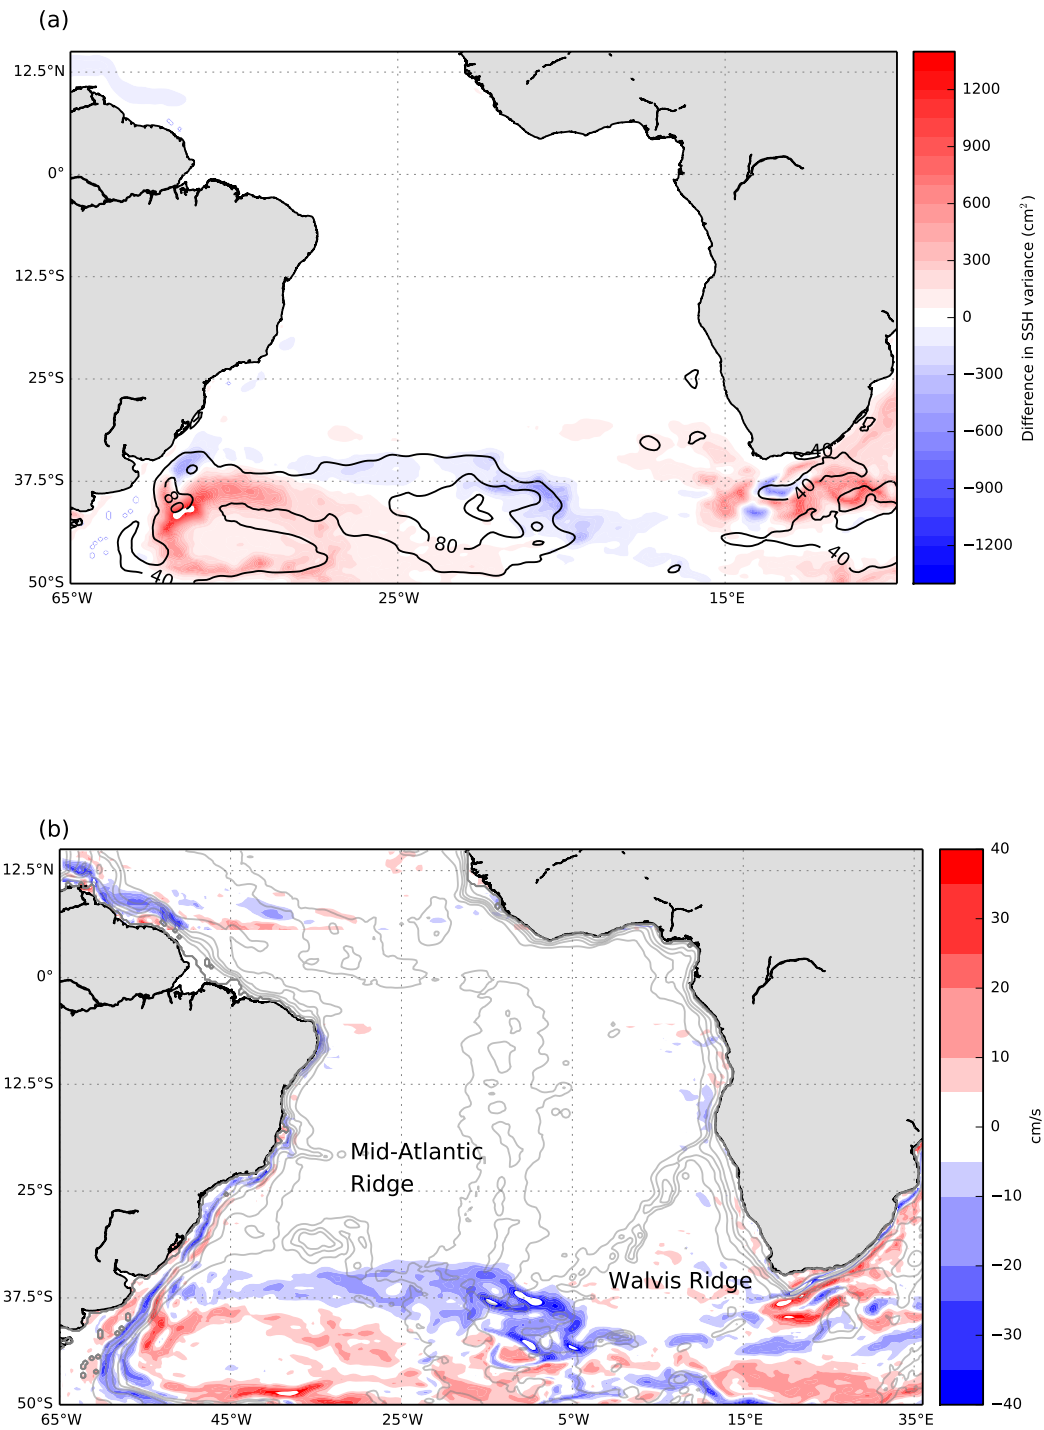 (a)
12.5°N
0°
12.5°S
25°S
37.5°S
50°S
65°W
25°W
15°E
80
80
40
40
40
40
1200
900
600
300
0
−300
−600
−900
−1200
Difference in SSH variance (cm²)
(b)
12.5°N
0°
12.5°S
25°S
37.5°S
50°S
65°W
45°W
25°W
5°W
15°E
35°E
Mid-Atlantic
Ridge
Walvis Ridge
40
30
20
10
0
−10
−20
−30
−40
cm/s